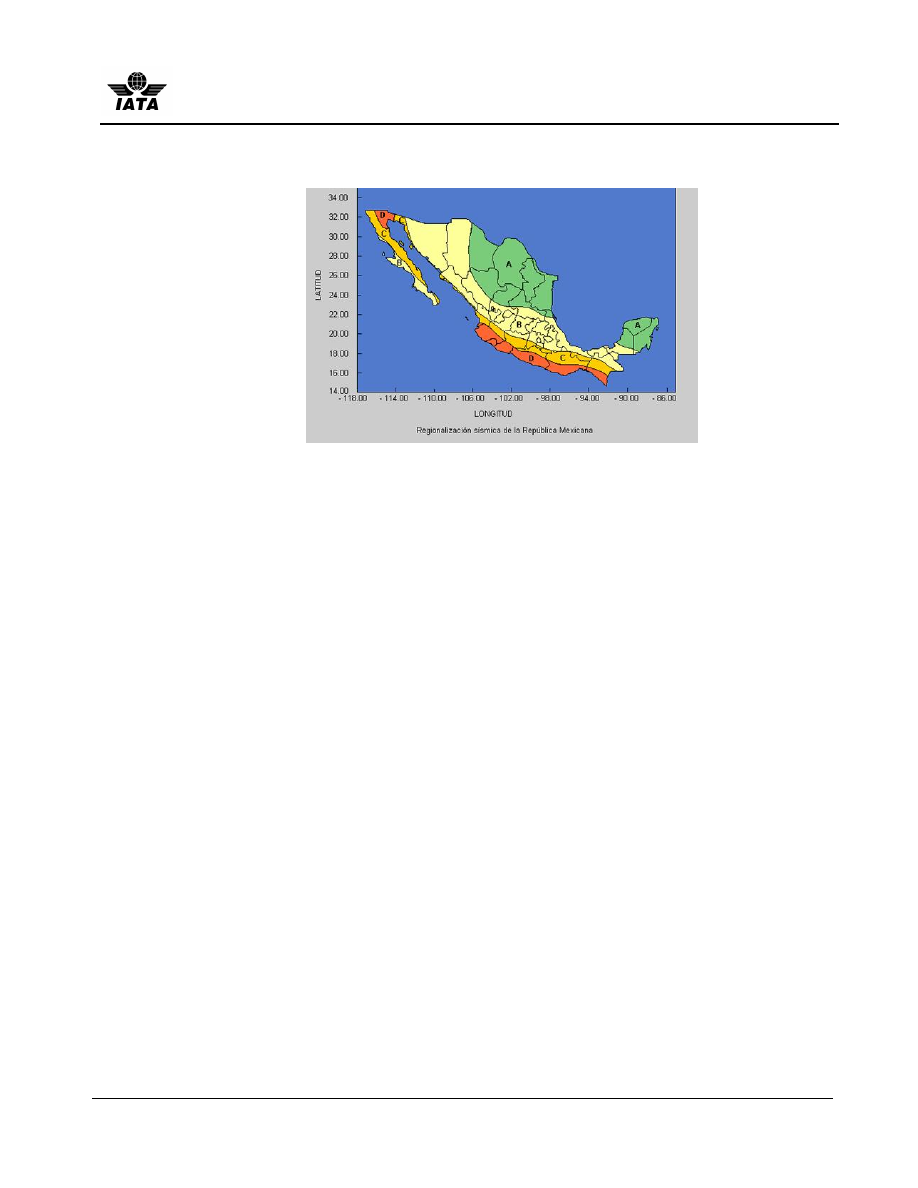 IATA
34.00
32.00
30.00
28.00
26.00
24.00
22.00
20.00
18.00
16.00
14.00
LATITUD
D
C
B
A
B
A
D
C
- 118.00 - 114.00 - 110.00 - 106.00 - 102.00 - 98.00 - 94.00 - 90.00 - 86.00
LONGITUD
Regionalización sísmica de la República Mexicana